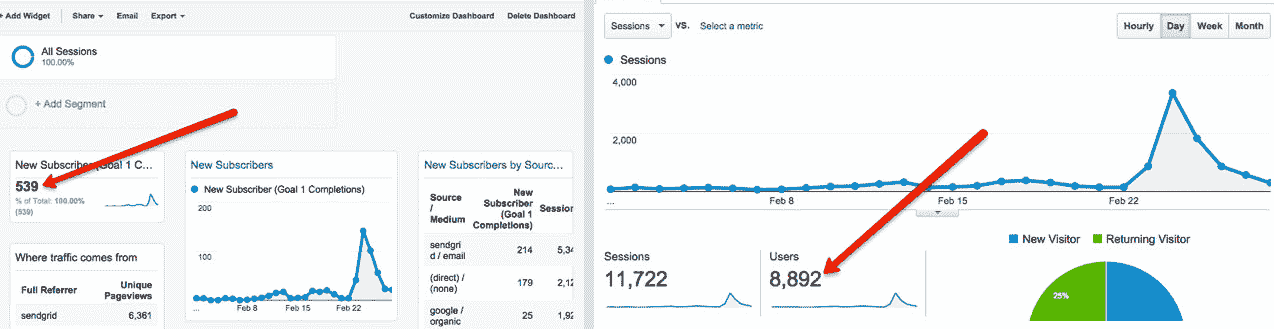 + Add Widget Share Email Export Customize Dashboard Delete Dashboard
All Sessions
100.00%
+ Add Segment
New Subscriber (Goal 1 C...
539
% of Total: 100.00%
(539)
Where traffic comes from
Full Referrer Unique
Pageviews
sendgrid 6,361
New Subscribers
New Subscriber (Goal 1 Completions)
200
100
... Feb 8 Feb 15 Feb 22
New Subscribers by Sourc...
Source
/
Medium
New
Subscriber
(Goal 1
Completions)
Session
sendgri
d / email
214 5,34
(direct) /
(none)
179 2,12
google /
organic
25 1,92
Sessions VS. Select a metric Hourly Day Week Month
Sessions
4,000
2,000
... Feb 8 Feb 15 Feb 22
Sessions
11,722
Users
8,892
New Visitor Returning Visitor
25%